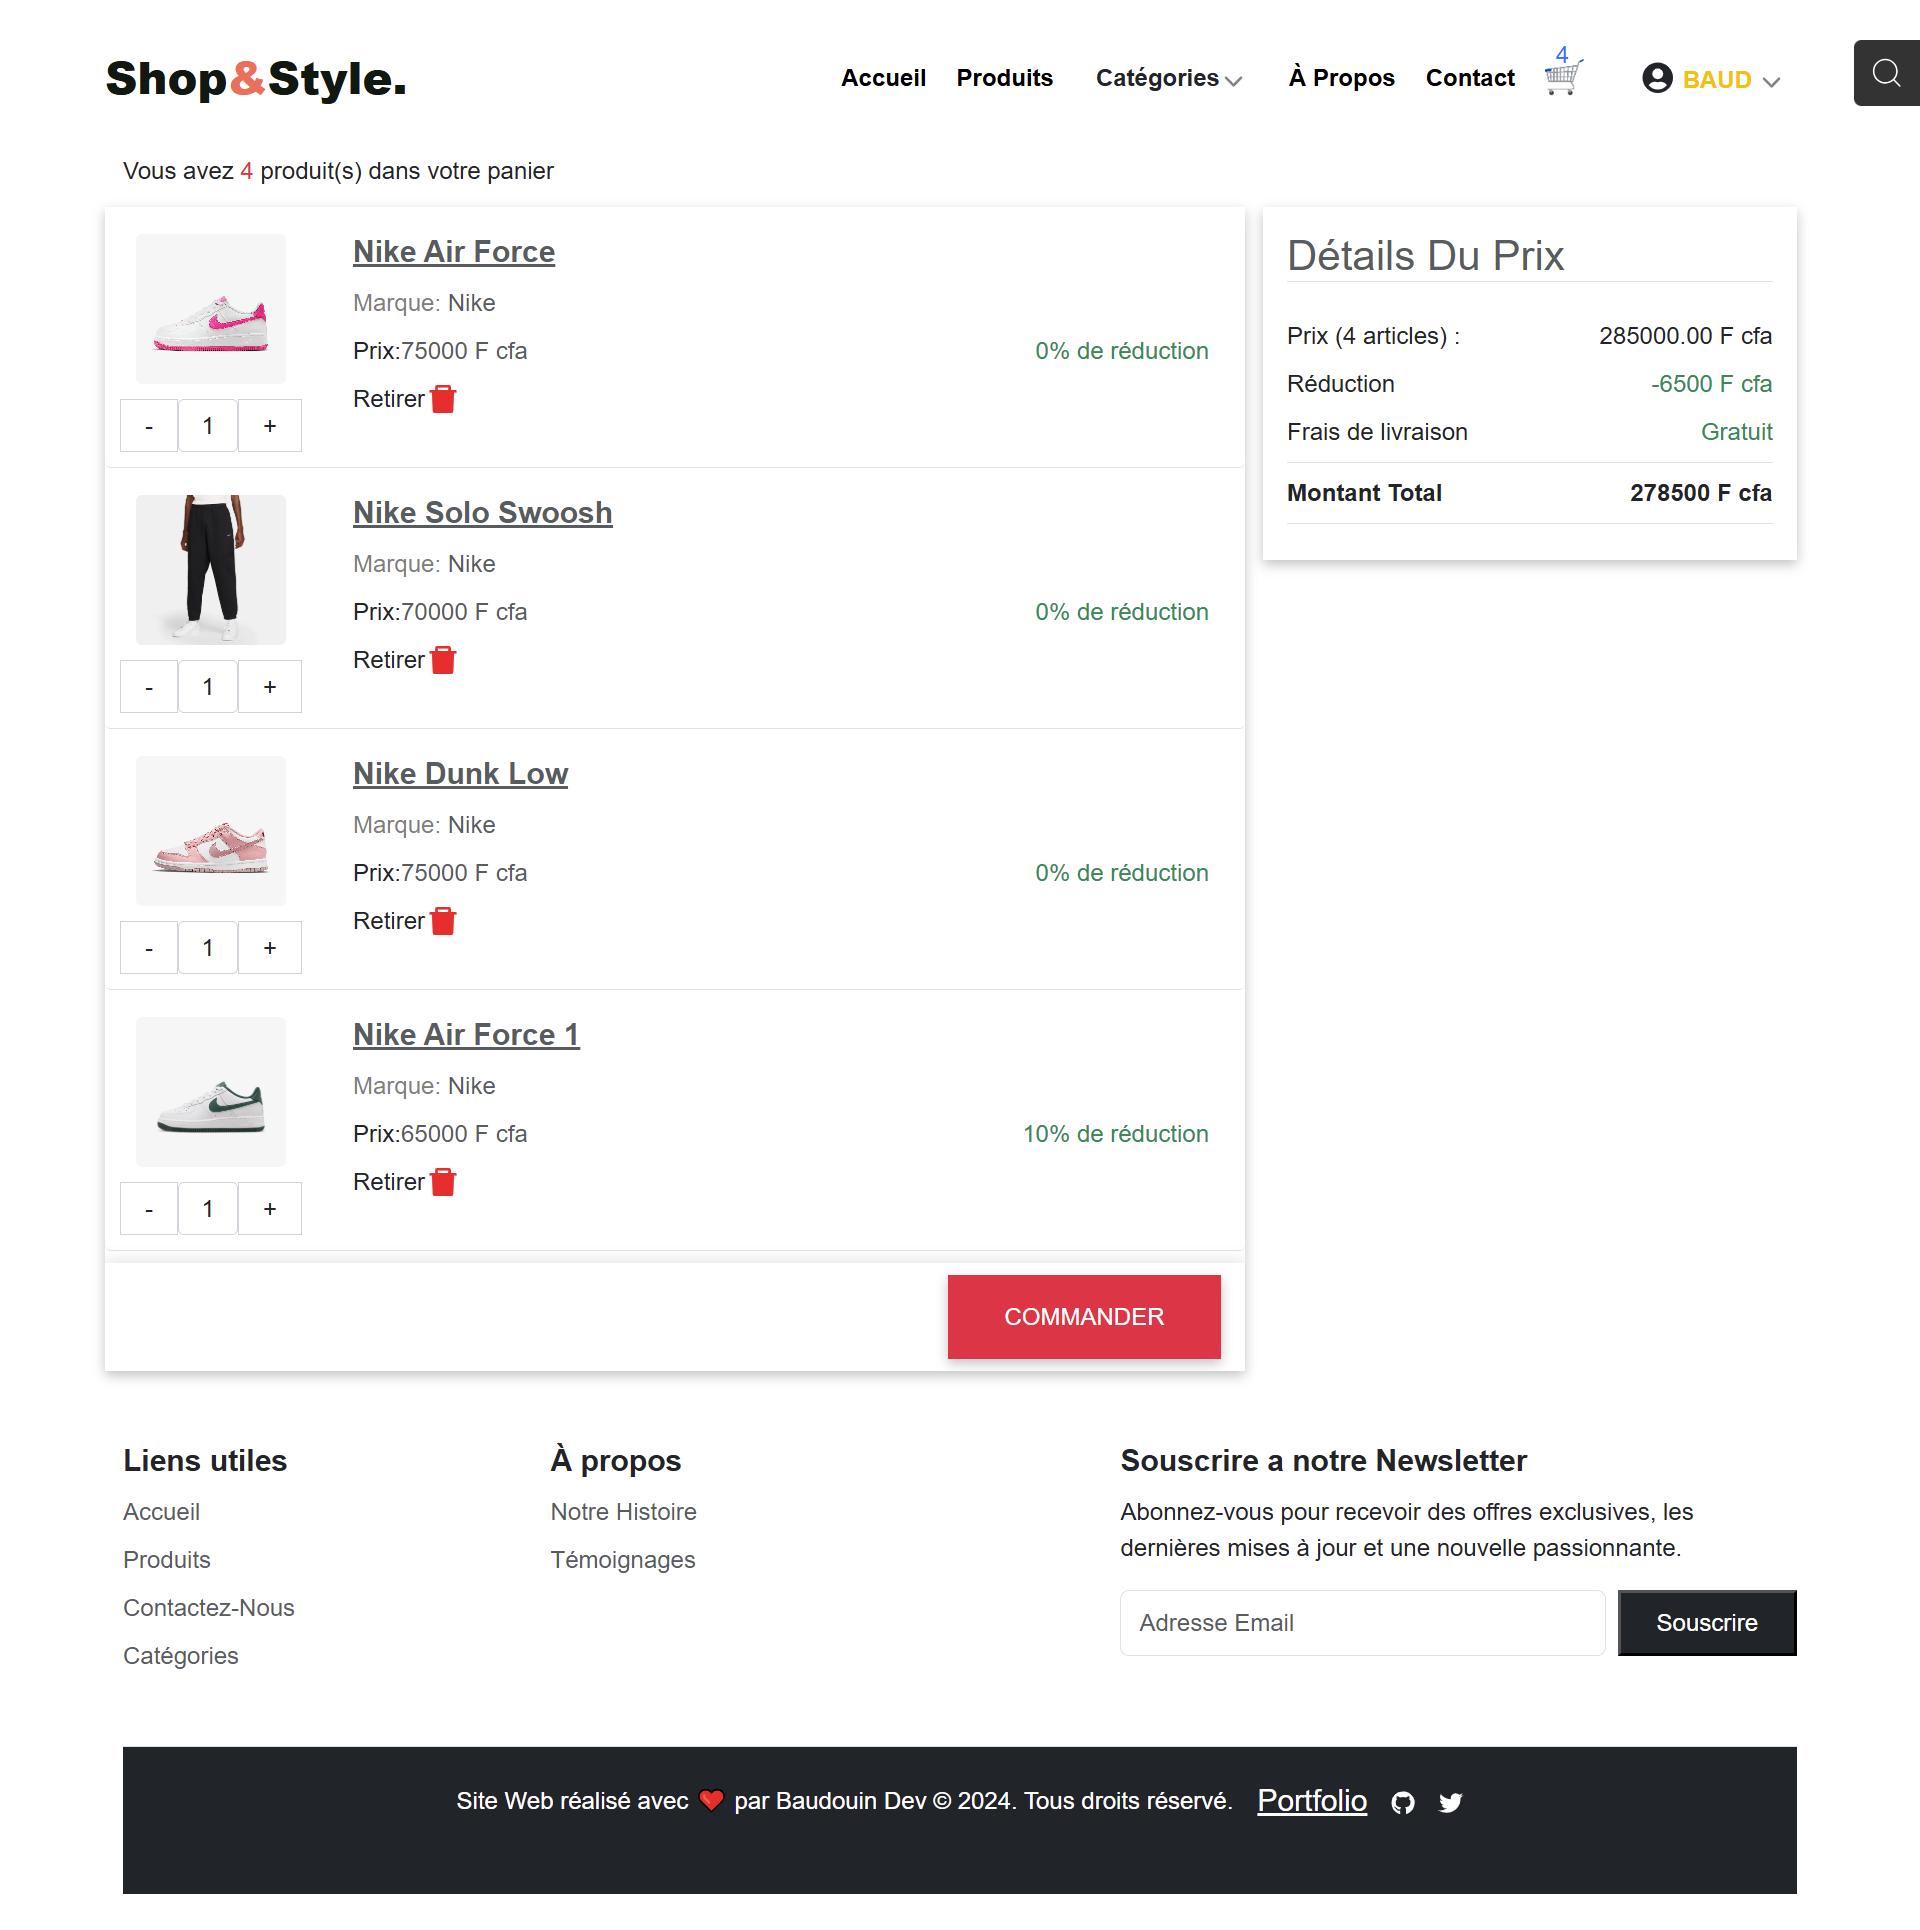 Shop&Style.
Accueil Produits Catégories À Propos Contact 4 BAUD
Vous avez 4 produit(s) dans votre panier
Nike Air Force
Marque: Nike
Prix:75000 F cfa 0% de réduction
Retirer
- 1 +
Nike Solo Swoosh
Marque: Nike
Prix:70000 F cfa 0% de réduction
Retirer
- 1 +
Nike Dunk Low
Marque: Nike
Prix:75000 F cfa 0% de réduction
Retirer
- 1 +
Nike Air Force 1
Marque: Nike
Prix:65000 F cfa 10% de réduction
Retirer
- 1 +
COMMANDER
Détails Du Prix
Prix (4 articles) : 285000.00 F cfa
Réduction -6500 F cfa
Frais de livraison Gratuit
Montant Total 278500 F cfa
Liens utiles
Accueil
Produits
Contactez-Nous
Catégories
À propos
Notre Histoire
Témoignages
Souscrire a notre Newsletter
Abonnez-vous pour recevoir des offres exclusives, les
dernières mises à jour et une nouvelle passionnante.
Adresse Email Souscrire
Site Web réalisé avec ❤️ par Baudouin Dev © 2024. Tous droits réservé. Portfolio